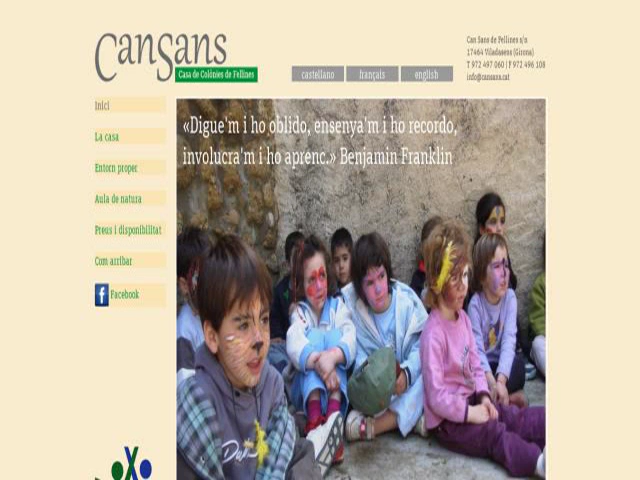 CanSans
Casa de Colònies de Fellines
castellano
français
english
Can Sans de Fellines s/n
17464 Viladasens (Girona)
T 972 497 060 | F 972 496 108
info@cansans.cat
Inici
La casa
Entorn proper
Aula de natura
Preus i disponibilitat
Com arribar
Facebook
«Digue'm i ho oblido, ensenya'm i ho recordo,
involucra'm i ho aprenc.» Benjamin Franklin